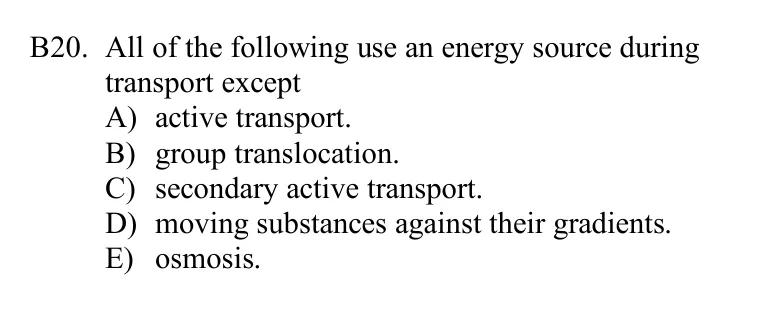 B20. All of the following use an energy source during
transport except
A) active transport.
B) group translocation.
C) secondary active transport.
D) moving substances against their gradients.
E) osmosis.